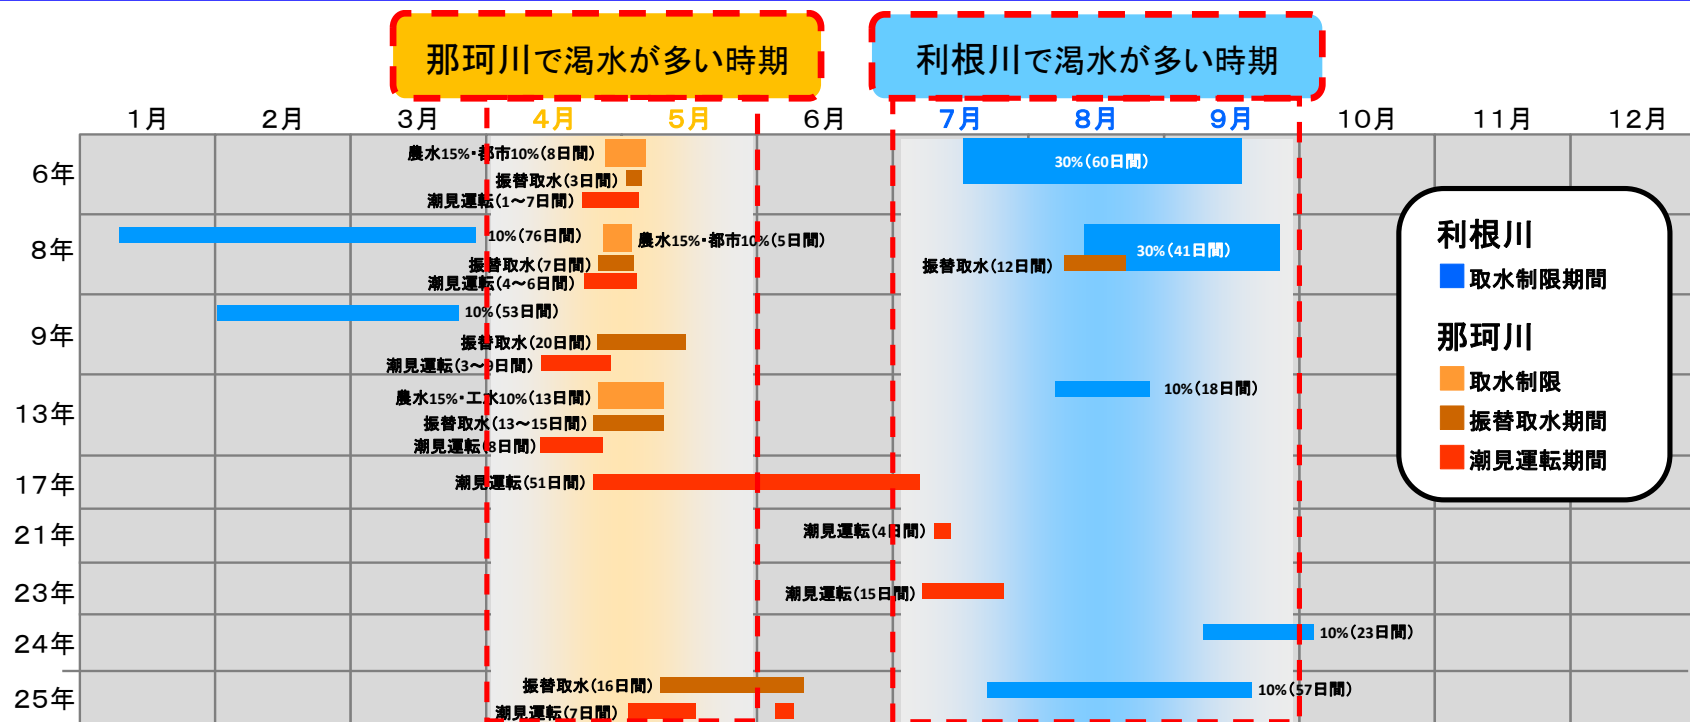 那珂川で渇水が多い時期
利根川で渇水が多い時期
1月 2月 3月 4月 5月 6月 7月 8月 9月 10月 11月 12月
6年
農水15%・都市10%(8日間)
振替取水(3日間)
潮見運転(1～7日間)
30%(60日間)
8年
10%(76日間)
農水15%・都市10%(5日間)
振替取水(7日間)
潮見運転(4～6日間)
30%(41日間)
振替取水(12日間)
9年
10%(53日間)
振替取水(20日間)
潮見運転(3～9日間)
13年
農水15%・工水10%(13日間)
振替取水(13～15日間)
潮見運転(8日間)
10%(18日間)
17年
潮見運転(51日間)
21年
潮見運転(4日間)
23年
潮見運転(15日間)
24年
10%(23日間)
25年
振替取水(16日間)
潮見運転(7日間)
10%(57日間)
利根川
取水制限期間
那珂川
取水制限
振替取水期間
潮見運転期間